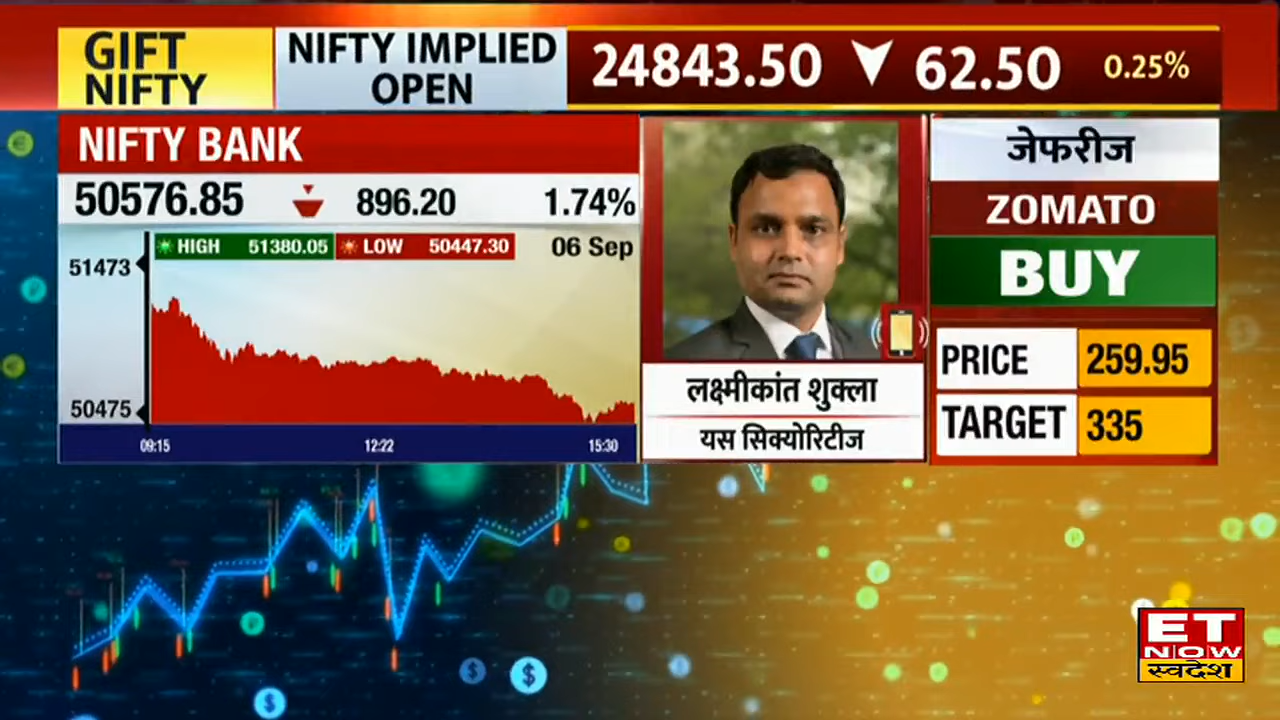 GIFT
NIFTY
NIFTY IMPLIED
OPEN
24843.50 62.50 0.25%
NIFTY BANK
50576.85 896.20 1.74%
HIGH 51380.05 LOW 50447.30 06 Sep
51473
50475
09:15 12:22 15:30
लक्ष्मीकांत शुक्ला
यस सिक्योरिटीज
जेफरीज
ZOMATO
BUY
PRICE 259.95
TARGET 335
ET
NOW
स्वदेश